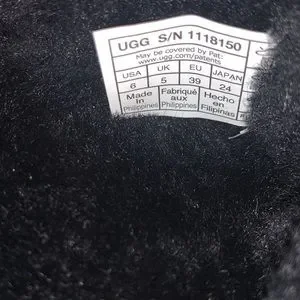 UGG S/N 1118150
May be covered by Pat:
www.ugg.com/patents
USA UK EU JAPAN
6 5 39 24
Made in Philippines Fabriqué aux Philippines Hecho en Filipinas